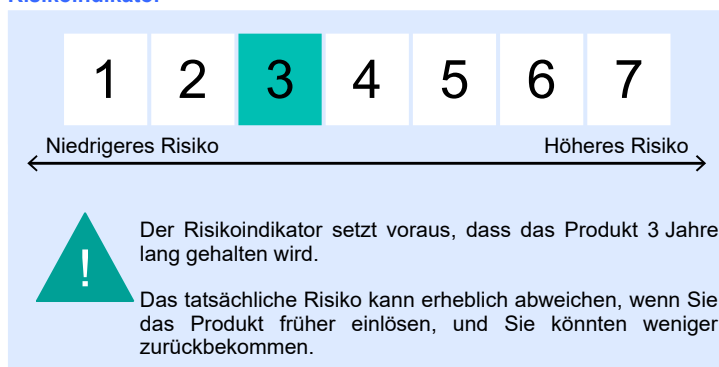 Risikoindikator
1 2 3 4 5 6 7
Niedrigeres Risiko Höheres Risiko
!
Der Risikoindikator setzt voraus, dass das Produkt 3 Jahre
lang gehalten wird.
Das tatsächliche Risiko kann erheblich abweichen, wenn Sie
das Produkt früher einlösen, und Sie könnten weniger
zurückbekommen.